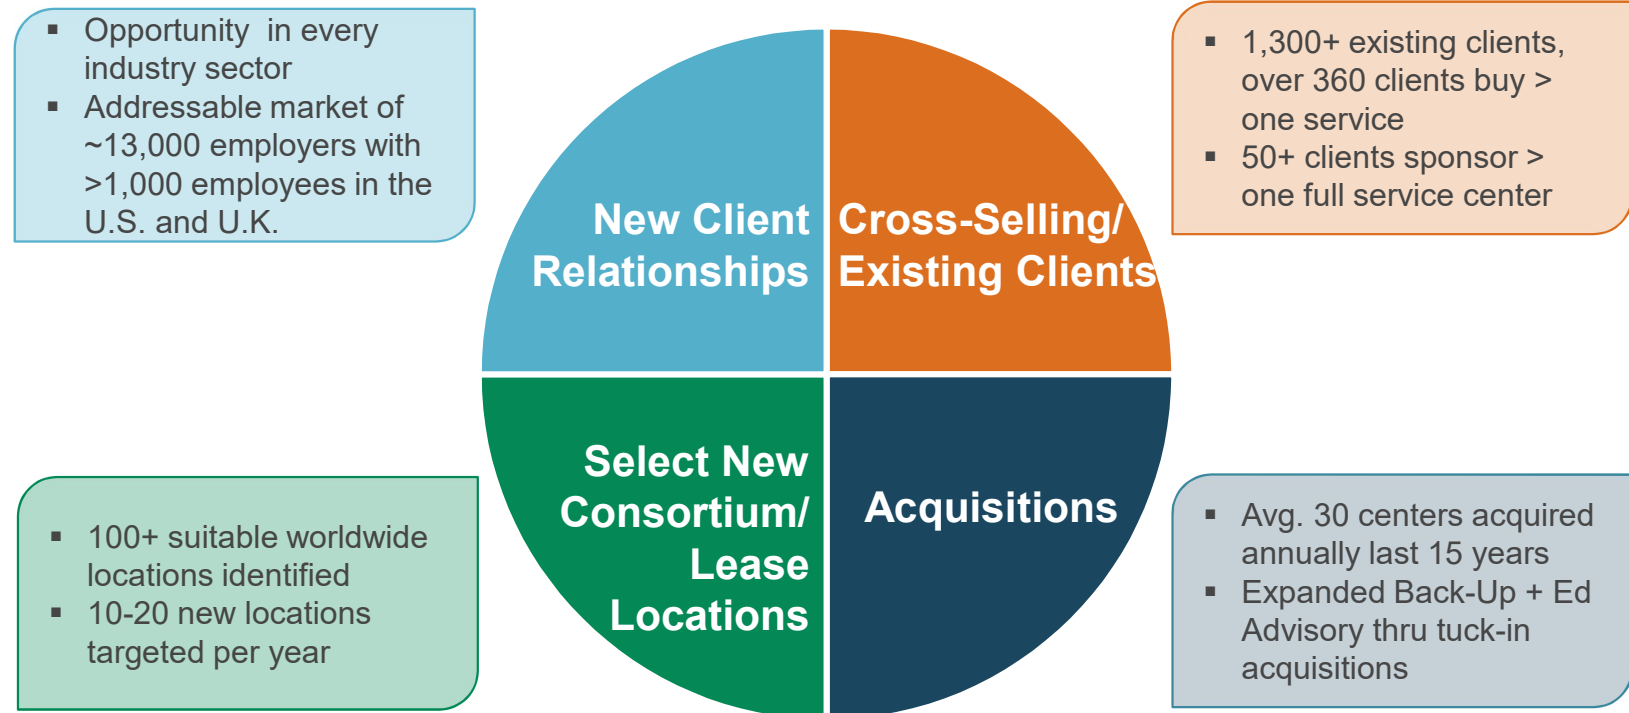 ▪ Opportunity in every
industry sector
▪ Addressable market of
~13,000 employers with
>1,000 employees in the
U.S. and U.K.
New Client
Relationships
Cross-Selling/
Existing Clients
▪ 1,300+ existing clients,
over 360 clients buy >
one service
▪ 50+ clients sponsor >
one full service center
▪ 100+ suitable worldwide
locations identified
▪ 10-20 new locations
targeted per year
Select New
Consortium/
Lease
Locations
Acquisitions
▪ Avg. 30 centers acquired
annually last 15 years
▪ Expanded Back-Up + Ed
Advisory thru tuck-in
acquisitions